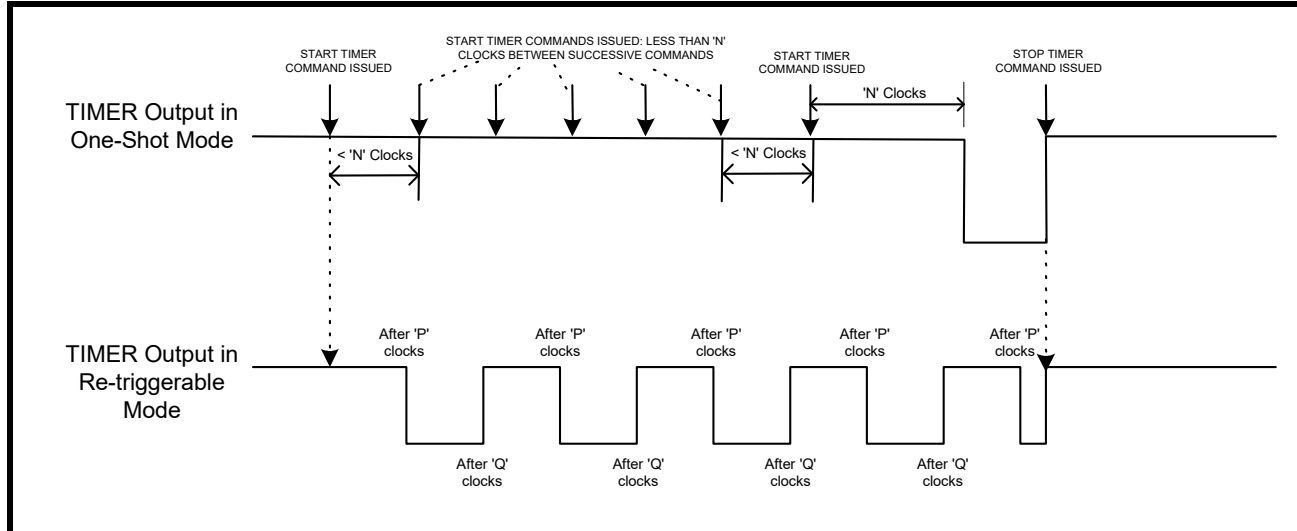 START TIMER
COMMAND ISSUED
START TIMER COMMANDS ISSUED: LESS THAN 'N'
CLOCKS BETWEEN SUCCESSIVE COMMANDS
START TIMER
COMMAND ISSUED
STOP TIMER
COMMAND ISSUED
'N' Clocks
TIMER Output in
One-Shot Mode
< 'N' Clocks
< 'N' Clocks
After 'P'
clocks
After 'P'
clocks
After 'P'
clocks
After 'P'
clocks
After 'P'
clocks
TIMER Output in
Re-triggerable
Mode
After 'Q'
clocks
After 'Q'
clocks
After 'Q'
clocks
After 'Q'
clocks